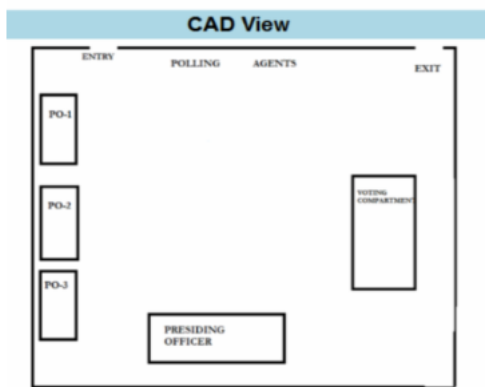 CAD View
ENTRY
POLLING AGENTS
EXIT
PO-1
PO-2
VOTING
COMPARTMENT
PO-3
PRESIDING
OFFICER